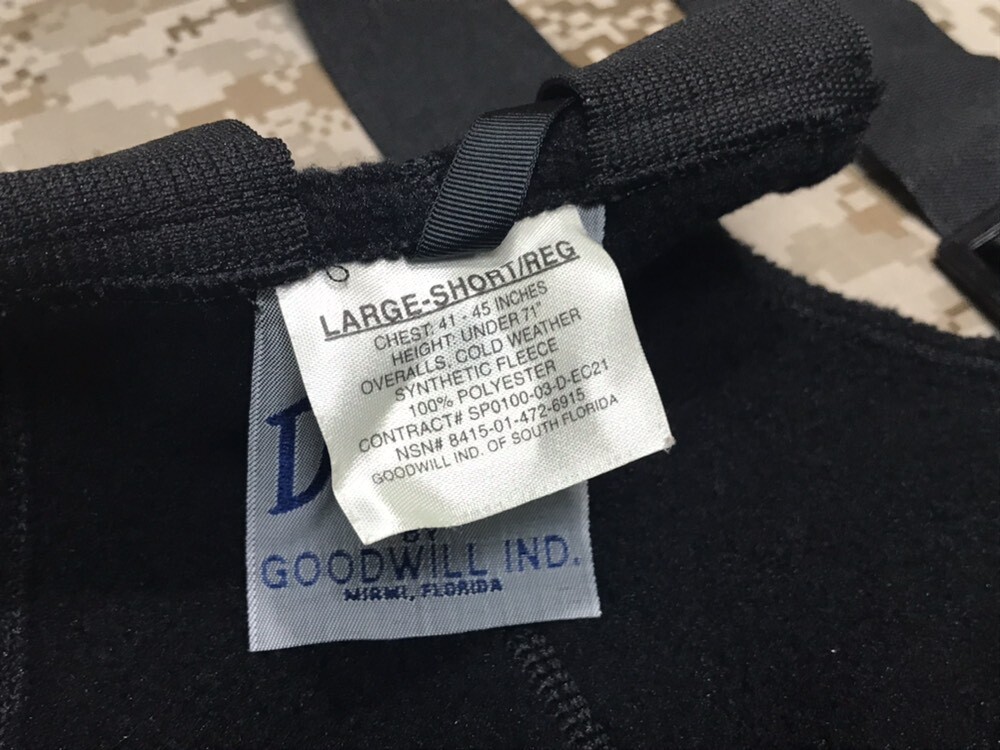 LARGE-SHORT/REG
CHEST: 41 - 45 INCHES
HEIGHT: UNDER 71"
OVERALLS, COLD WEATHER
SYNTHETIC FLEECE
100% POLYESTER
CONTRACT# SP0100-03-D-EC21
NSN# 8415-01-472-6915
GOODWILL IND. OF SOUTH FLORIDA
D
BY
GOODWILL IND.
MIAMI, FLORIDA